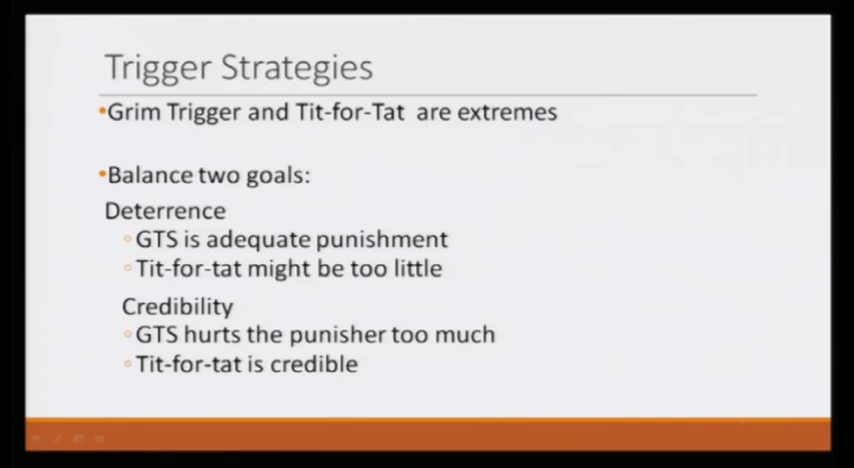 Trigger Strategies
•Grim Trigger and Tit-for-Tat are extremes
•Balance two goals:
Deterrence
◦GTS is adequate punishment
◦Tit-for-tat might be too little
Credibility
◦GTS hurts the punisher too much
◦Tit-for-tat is credible